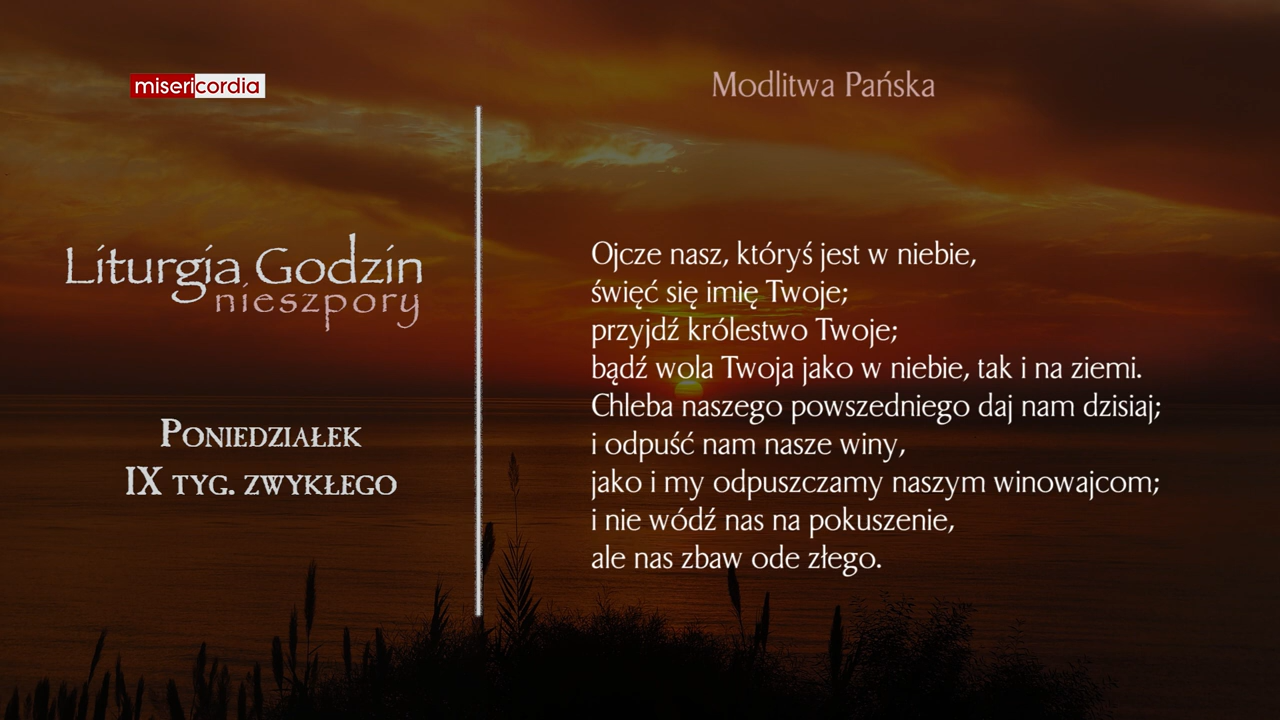 misericordia
Liturgia Godzin
nieszpory
Poniedziałek
IX tyg. zwykłego
Modlitwa Pańska
Ojcze nasz, któryś jest w niebie,
święć się imię Twoje;
przyjdź królestwo Twoje;
bądź wola Twoja jako w niebie, tak i na ziemi.
Chleba naszego powszedniego daj nam dzisiaj;
i odpuść nam nasze winy,
jako i my odpuszczamy naszym winowajcom;
i nie wódź nas na pokuszenie,
ale nas zbaw ode złego.